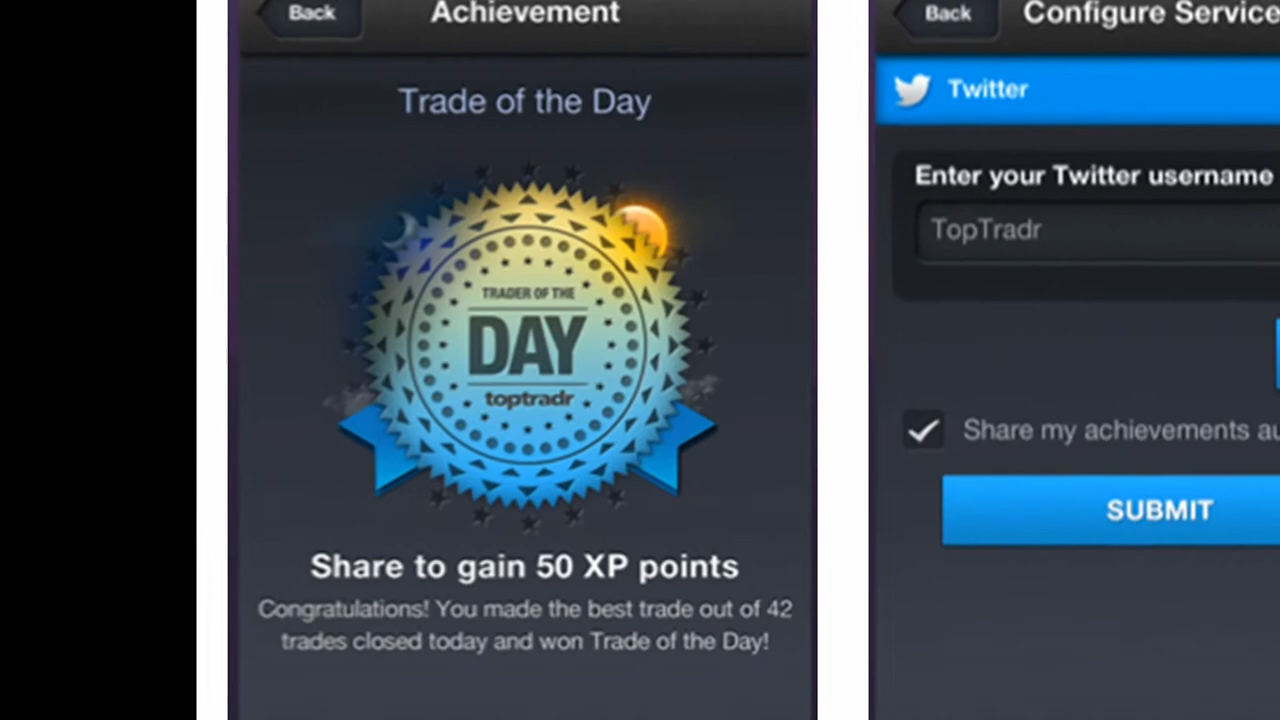 Back
Achievement
Trade of the Day
TRADER OF THE
DAY
toptradr
Share to gain 50 XP points
Congratulations! You made the best trade out of 42
trades closed today and won Trade of the Day!
Back
Configure Service
Twitter
Enter your Twitter username
TopTradr
Share my achievements au
SUBMIT